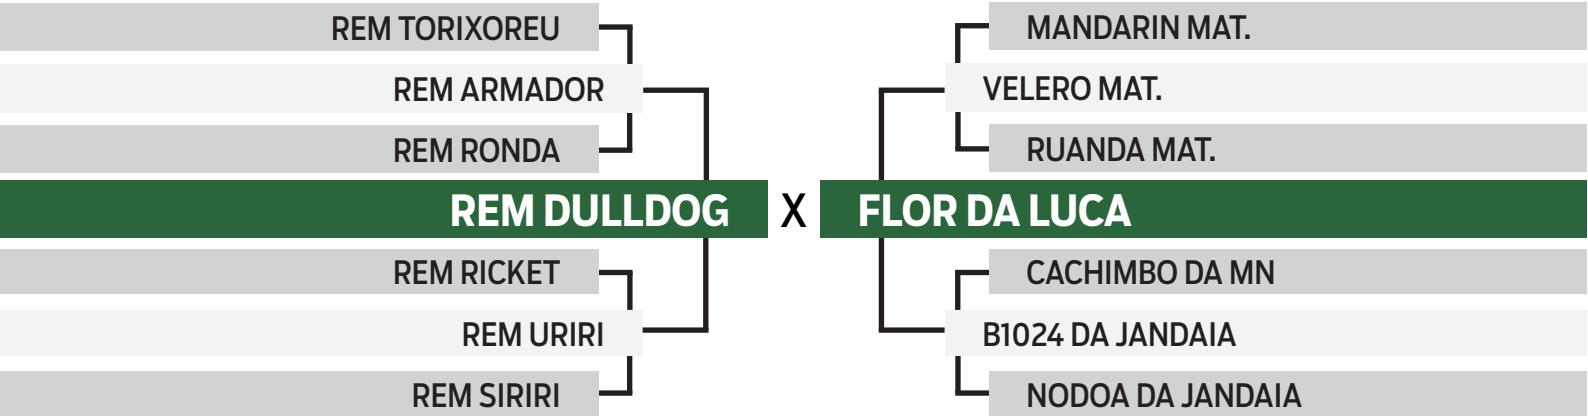 REM TORIXOREU
REM ARMADOR
REM RONDA
REM DULLDOG
REM RICKET
REM URIRI
REM SIRIRI
X
MANDARIN MAT.
VELERO MAT.
RUANDA MAT.
FLOR DA LUCA
CACHIMBO DA MN
B1024 DA JANDAIA
NODOA DA JANDAIA